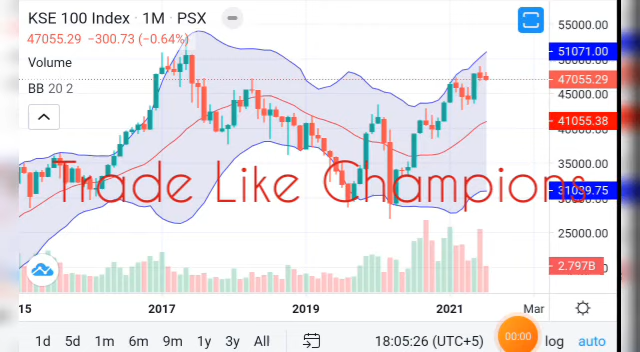 KSE 100 Index · 1M · PSX
47055.29 −300.73 (−0.64%)
Volume
BB 20 2
55000.00
51071.00
47055.29
45000.00
41055.38
35000.00
Trade Like Champions
25000.00
2.797B
15 2017 2019 2021 Mar
1d 5d 1m 6m 9m 1y 3y All 18:05:26 (UTC+5) 00:00 log auto